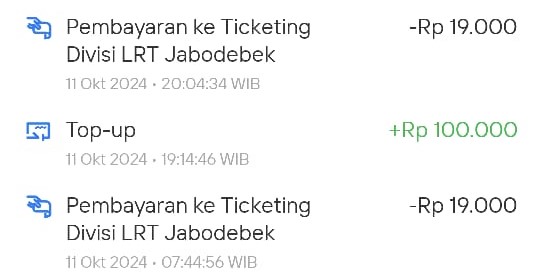 Pembayaran ke Ticketing -Rp 19.000
Divisi LRT Jabodebek
11 Okt 2024 • 20:04:34 WIB
Top-up +Rp 100.000
11 Okt 2024 • 19:14:46 WIB
Pembayaran ke Ticketing -Rp 19.000
Divisi LRT Jabodebek
11 Okt 2024 • 07:44:56 WIB